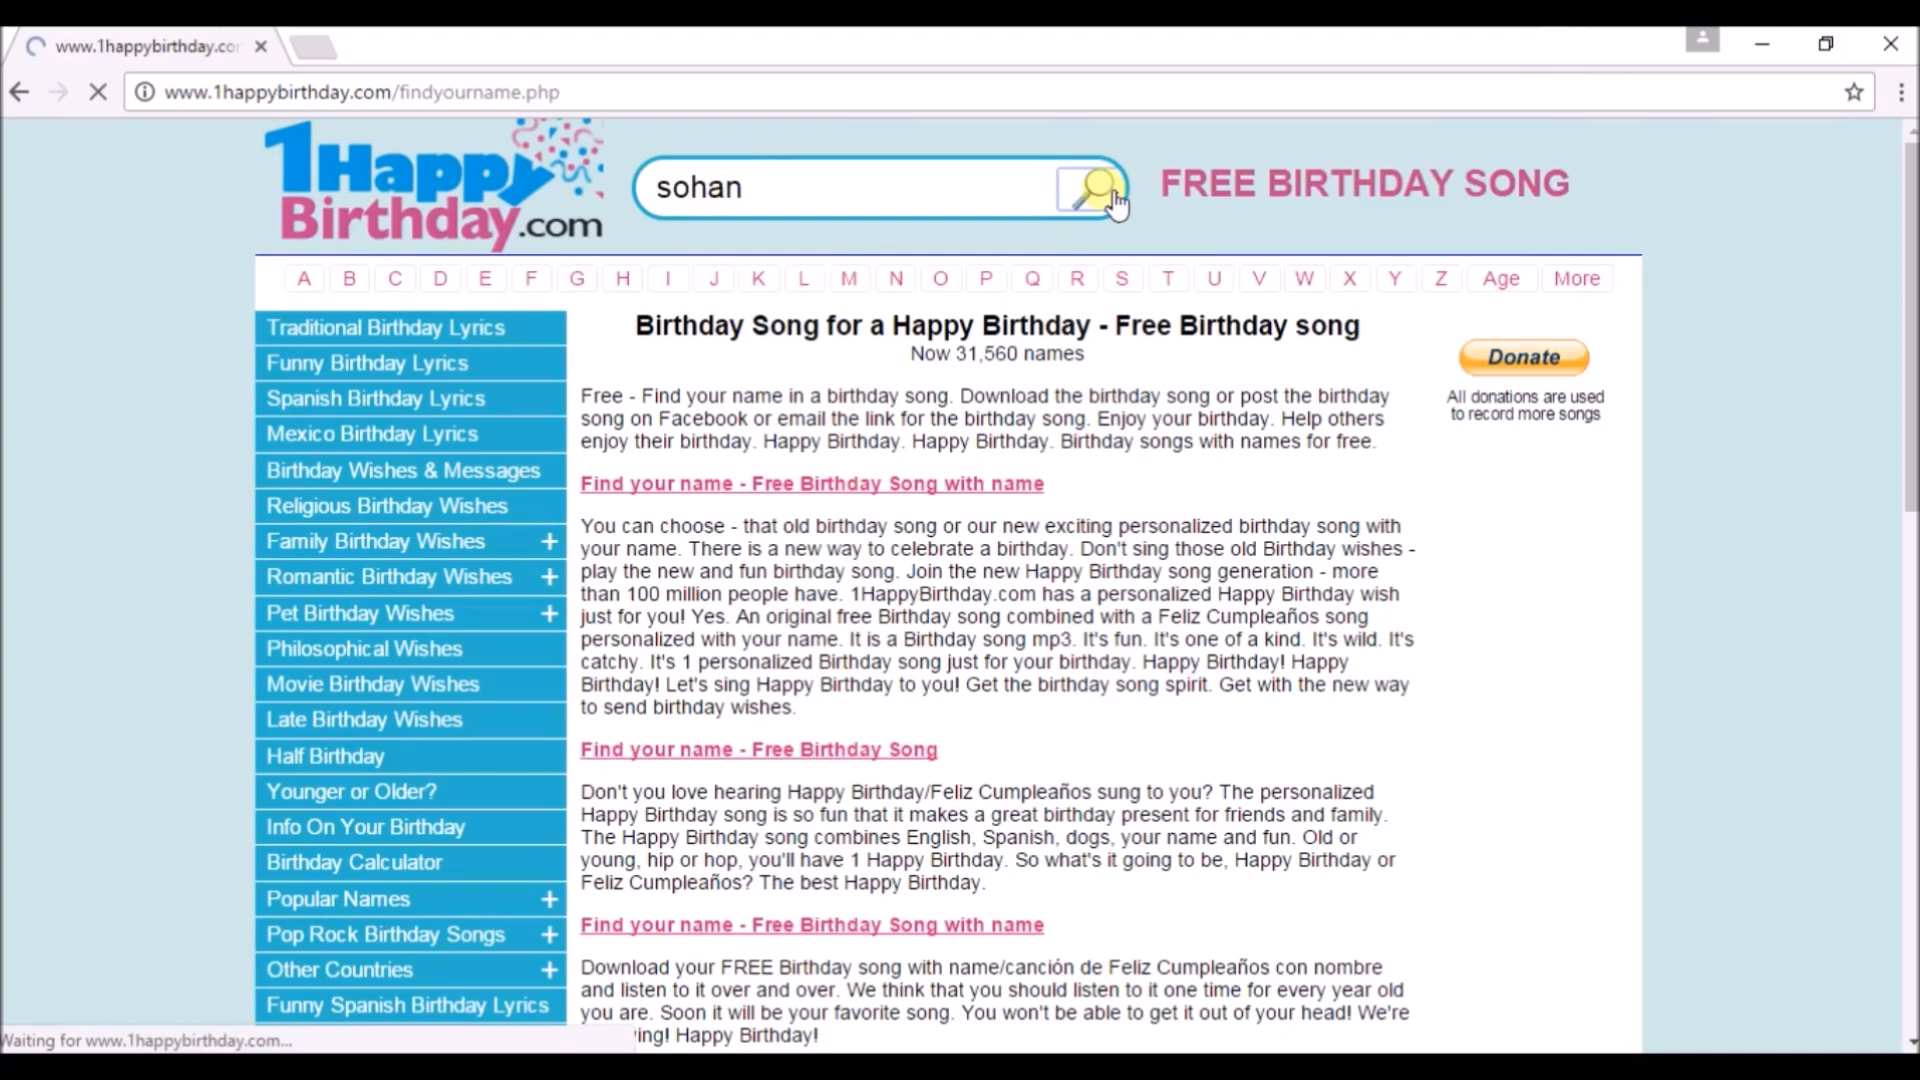 www.1happybirthday.co
www.1happybirthday.com/findyourname.php
1Happy
Birthday.com
sohan
FREE BIRTHDAY SONG
A B C D E F G H I J K L M N O P Q R S T U V W X Y Z Age More
Traditional Birthday Lyrics
Funny Birthday Lyrics
Spanish Birthday Lyrics
Mexico Birthday Lyrics
Birthday Wishes & Messages
Religious Birthday Wishes
Family Birthday Wishes +
Romantic Birthday Wishes +
Pet Birthday Wishes +
Philosophical Wishes
Movie Birthday Wishes
Late Birthday Wishes
Half Birthday
Younger or Older?
Info On Your Birthday
Birthday Calculator
Popular Names +
Pop Rock Birthday Songs +
Other Countries +
Funny Spanish Birthday Lyrics
Birthday Song for a Happy Birthday - Free Birthday song
Now 31,560 names
Free - Find your name in a birthday song. Download the birthday song or post the birthday
song on Facebook or email the link for the birthday song. Enjoy your birthday. Help others
enjoy their birthday. Happy Birthday. Happy Birthday. Birthday songs with names for free.
Find your name - Free Birthday Song with name
You can choose - that old birthday song or our new exciting personalized birthday song with
your name. There is a new way to celebrate a birthday. Don't sing those old Birthday wishes -
play the new and fun birthday song. Join the new Happy Birthday song generation - more
than 100 million people have. 1HappyBirthday.com has a personalized Happy Birthday wish
just for you! Yes. An original free Birthday song combined with a Feliz Cumpleaños song
personalized with your name. It is a Birthday song mp3. It's fun. It's one of a kind. It's wild. It's
catchy. It's 1 personalized Birthday song just for your birthday. Happy Birthday! Happy
Birthday! Let's sing Happy Birthday to you! Get the birthday song spirit. Get with the new way
to send birthday wishes.
Find your name - Free Birthday Song
Don't you love hearing Happy Birthday/Feliz Cumpleaños sung to you? The personalized
Happy Birthday song is so fun that it makes a great birthday present for friends and family.
The Happy Birthday song combines English, Spanish, dogs, your name and fun. Old or
young, hip or hop, you'll have 1 Happy Birthday. So what's it going to be, Happy Birthday or
Feliz Cumpleaños? The best Happy Birthday.
Find your name - Free Birthday Song with name
Download your FREE Birthday song with name/canción de Feliz Cumpleaños con nombre
and listen to it over and over. We think that you should listen to it one time for every year old
you are. Soon it will be your favorite song. You won't be able to get it out of your head! We're
ing! Happy Birthday!
Donate
All donations are used
to record more songs
Waiting for www.1happybirthday.com...